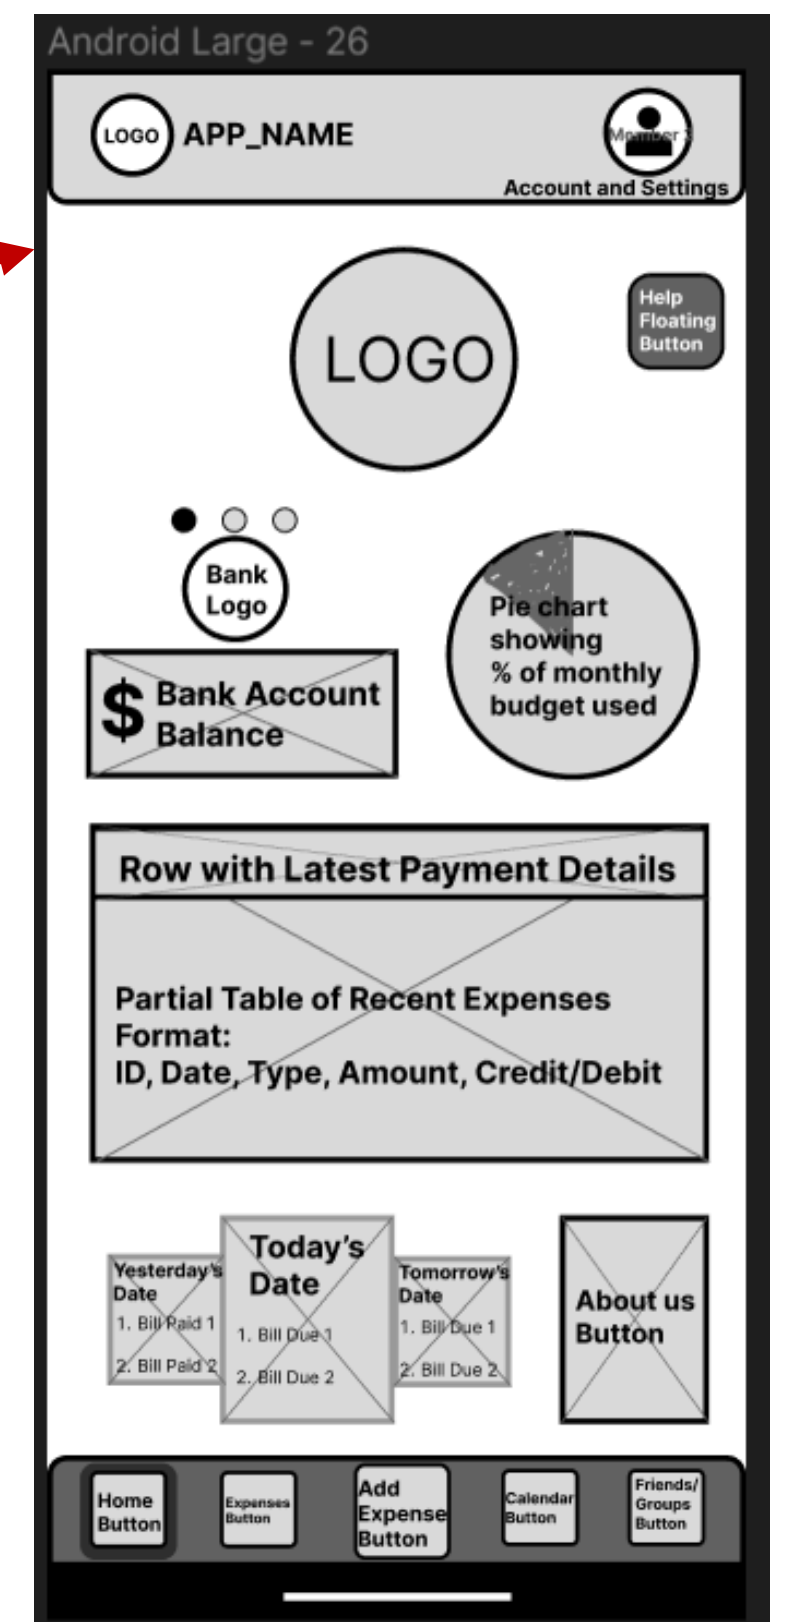 Android Large - 26
LOGO
APP_NAME
Member 3
Account and Settings
LOGO
Help
Floating
Button
Bank
Logo
$ Bank Account
Balance
Pie chart
showing
% of monthly
budget used
Row with Latest Payment Details
Partial Table of Recent Expenses
Format:
ID, Date, Type, Amount, Credit/Debit
Yesterday's
Date
1. Bill Paid 1
2. Bill Paid 2
Today's
Date
1. Bill Due 1
2. Bill Due 2
Tomorrow's
Date
1. Bill Due 1
2. Bill Due 2
About us
Button
Home
Button
Expenses
Button
Add
Expense
Button
Calendar
Button
Friends/
Groups
Button